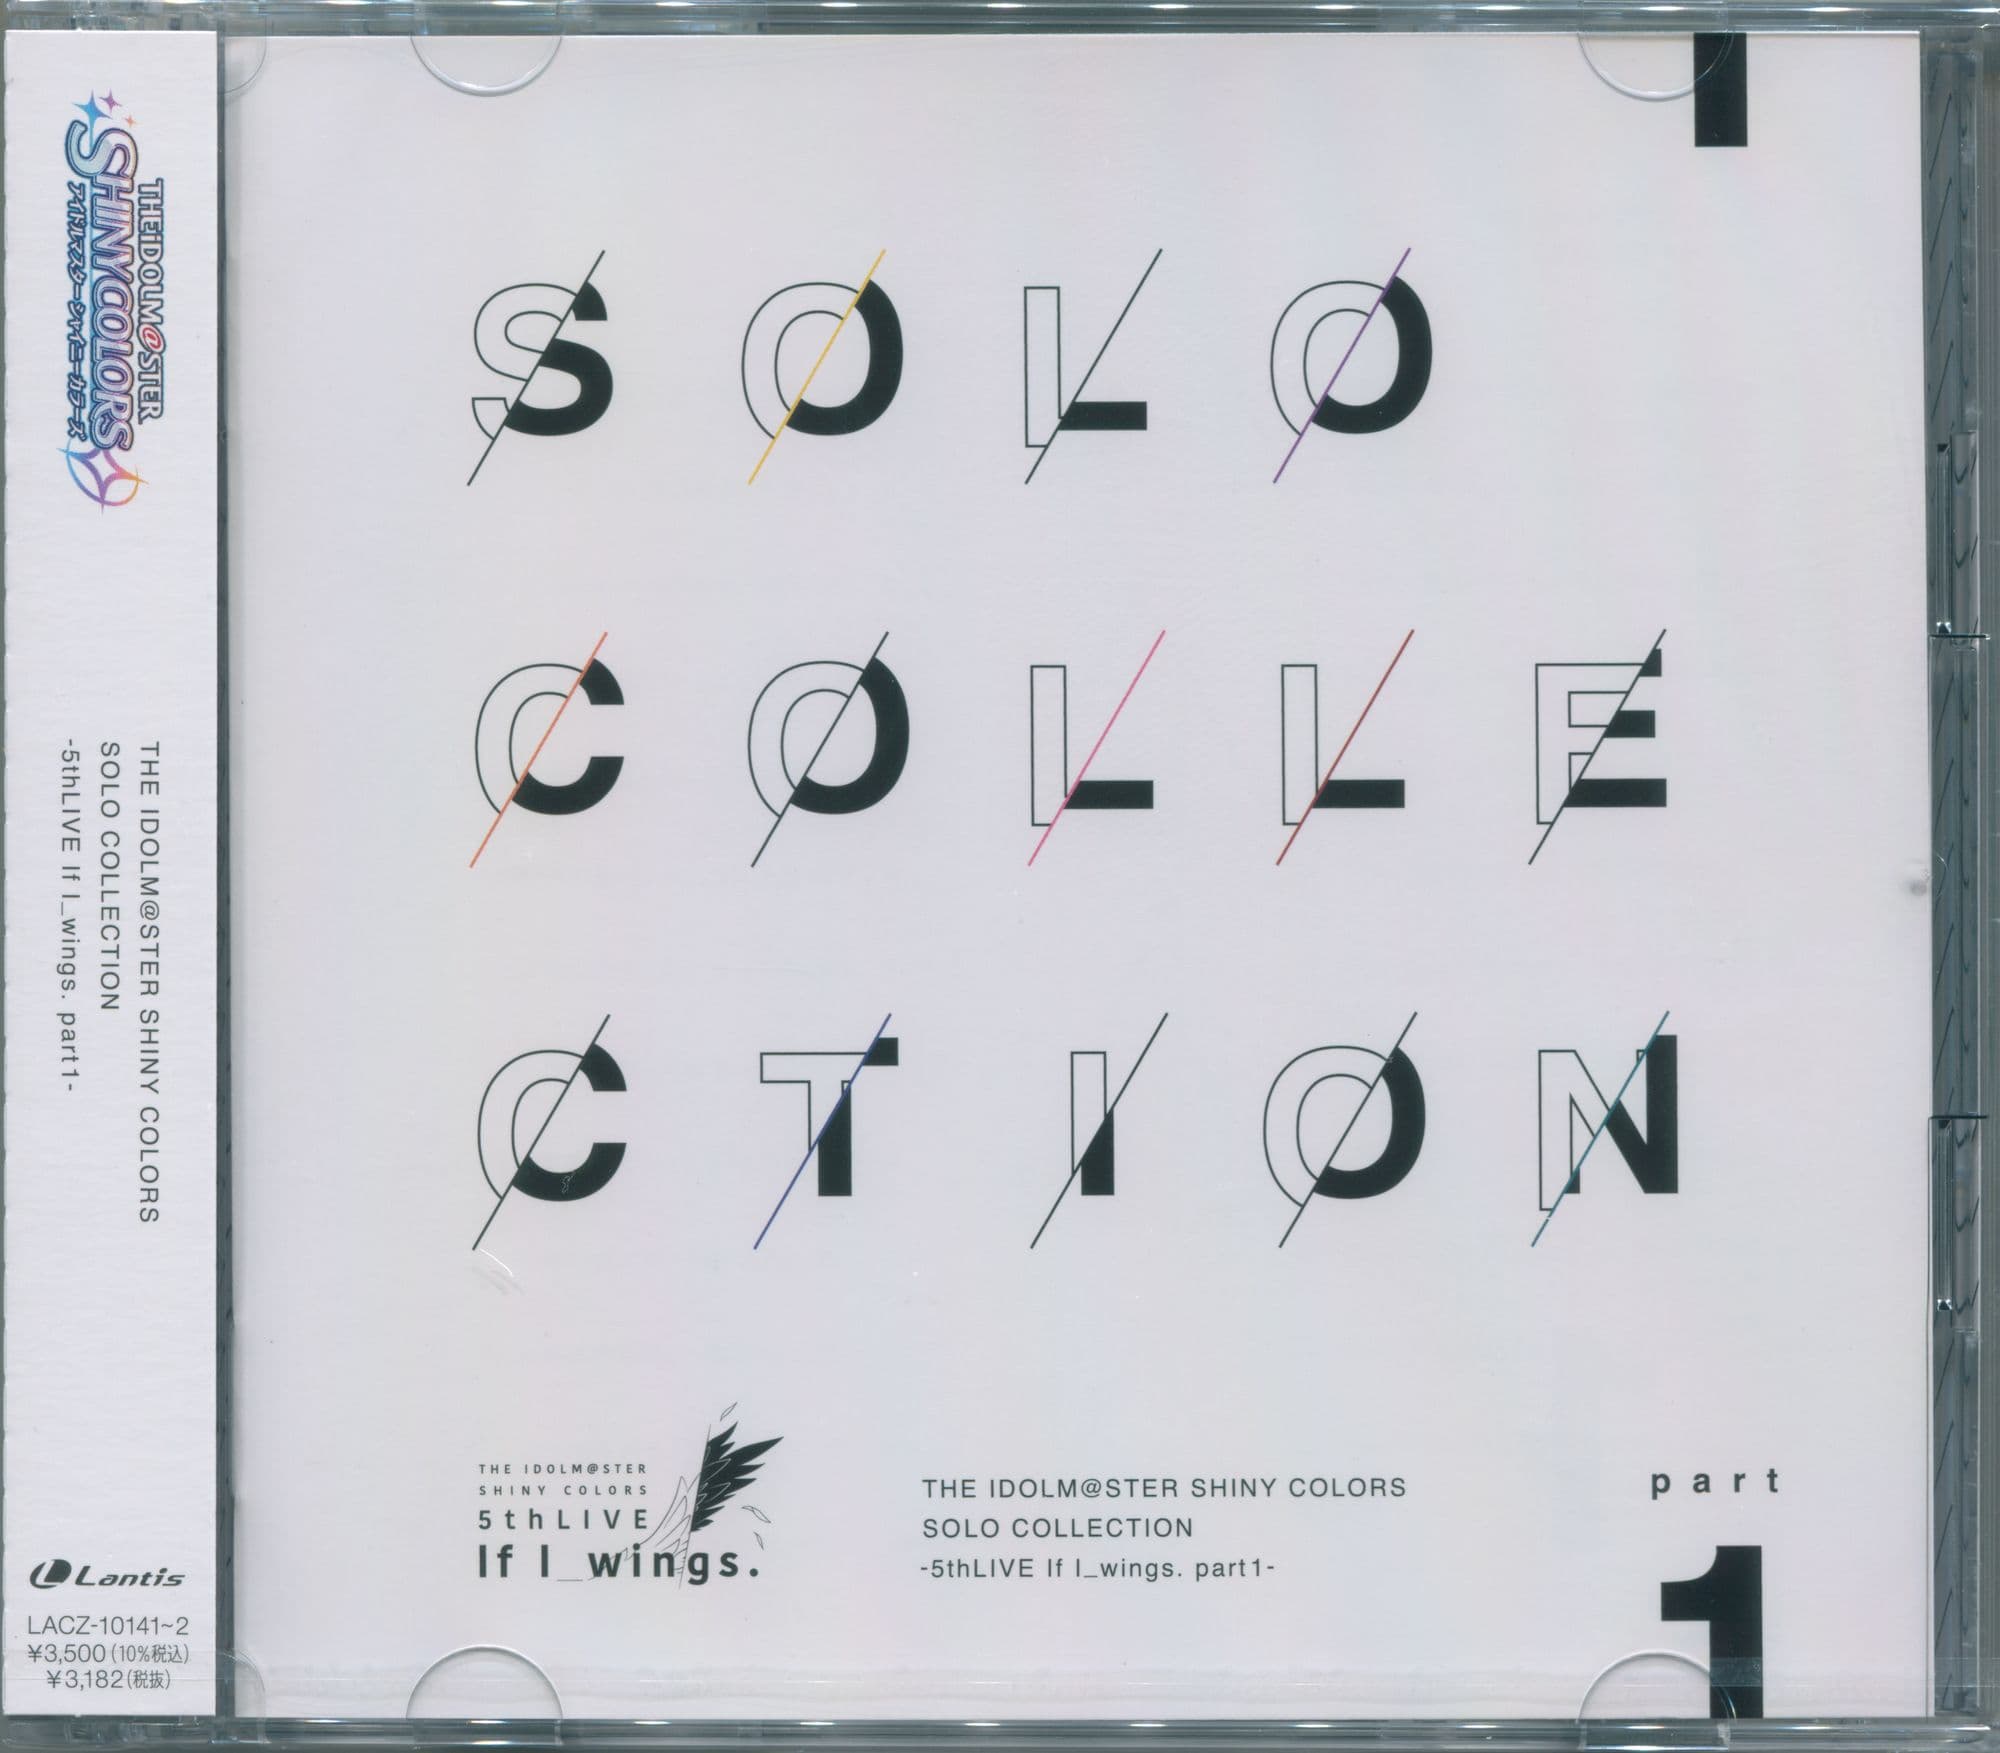 THE iDOLM@STER
SHINYCOLORS
アイドルマスターシャイニーカラーズ
THE IDOLM@STER SHINY COLORS
SOLO COLLECTION
-5thLIVE If I_wings. part1-
Lantis
LACZ-10141~2
¥3,500(10%税込)
¥3,182(税抜)
SOLO
COLLE
CTION
THE IDOLM@STER
SHINY COLORS
5thLIVE
If I_wings.
THE IDOLM@STER SHINY COLORS
SOLO COLLECTION
-5thLIVE If I_wings. part1-
part
1